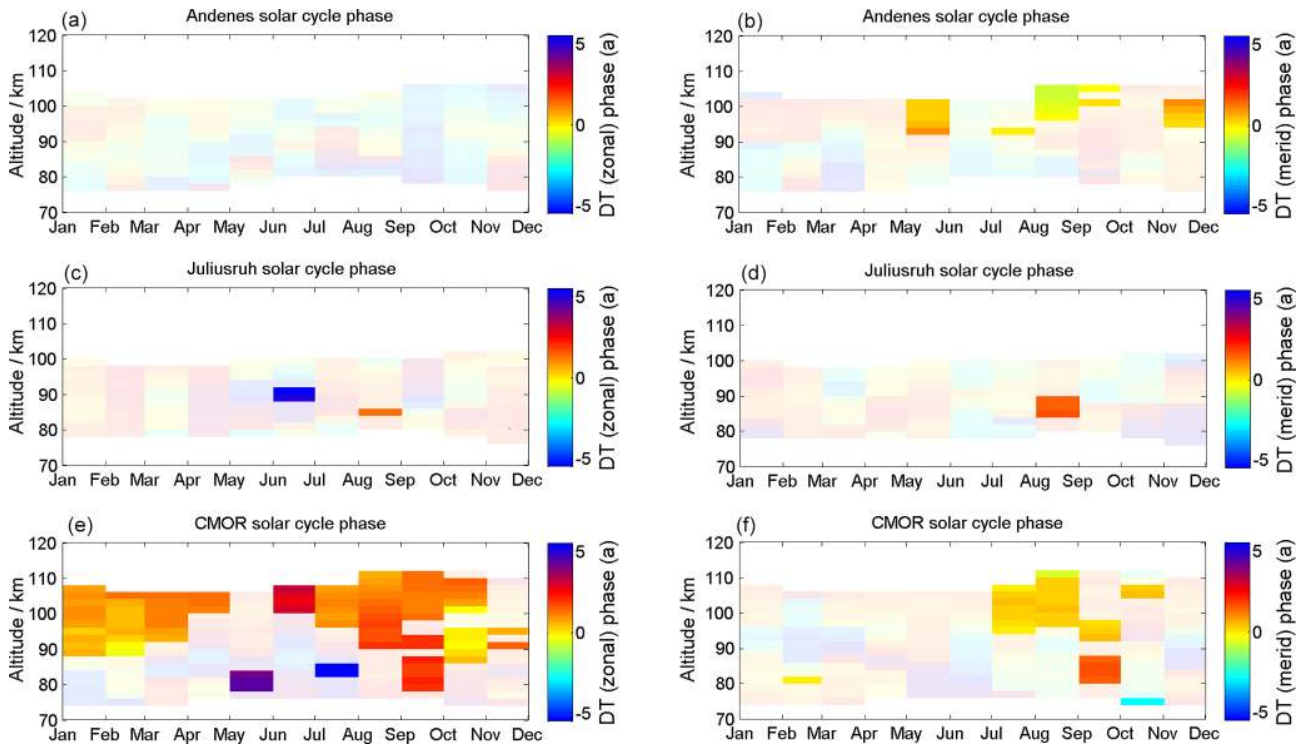 (a) Andenes solar cycle phase
120
110
100
90
80
70
Altitude / km
Jan Feb Mar Apr May Jun Jul Aug Sep Oct Nov Dec
5
0
-5
DT (zonal) phase (a)
(b) Andenes solar cycle phase
120
110
100
90
80
70
Altitude / km
Jan Feb Mar Apr May Jun Jul Aug Sep Oct Nov Dec
5
0
-5
DT (merid) phase (a)
(c) Juliusruh solar cycle phase
120
110
100
90
80
70
Altitude / km
Jan Feb Mar Apr May Jun Jul Aug Sep Oct Nov Dec
5
0
-5
DT (zonal) phase (a)
(d) Juliusruh solar cycle phase
120
110
100
90
80
70
Altitude / km
Jan Feb Mar Apr May Jun Jul Aug Sep Oct Nov Dec
5
0
-5
DT (merid) phase (a)
(e) CMOR solar cycle phase
120
110
100
90
80
70
Altitude / km
Jan Feb Mar Apr May Jun Jul Aug Sep Oct Nov Dec
5
0
-5
DT (zonal) phase (a)
(f) CMOR solar cycle phase
120
110
100
90
80
70
Altitude / km
Jan Feb Mar Apr May Jun Jul Aug Sep Oct Nov Dec
5
0
-5
DT (merid) phase (a)